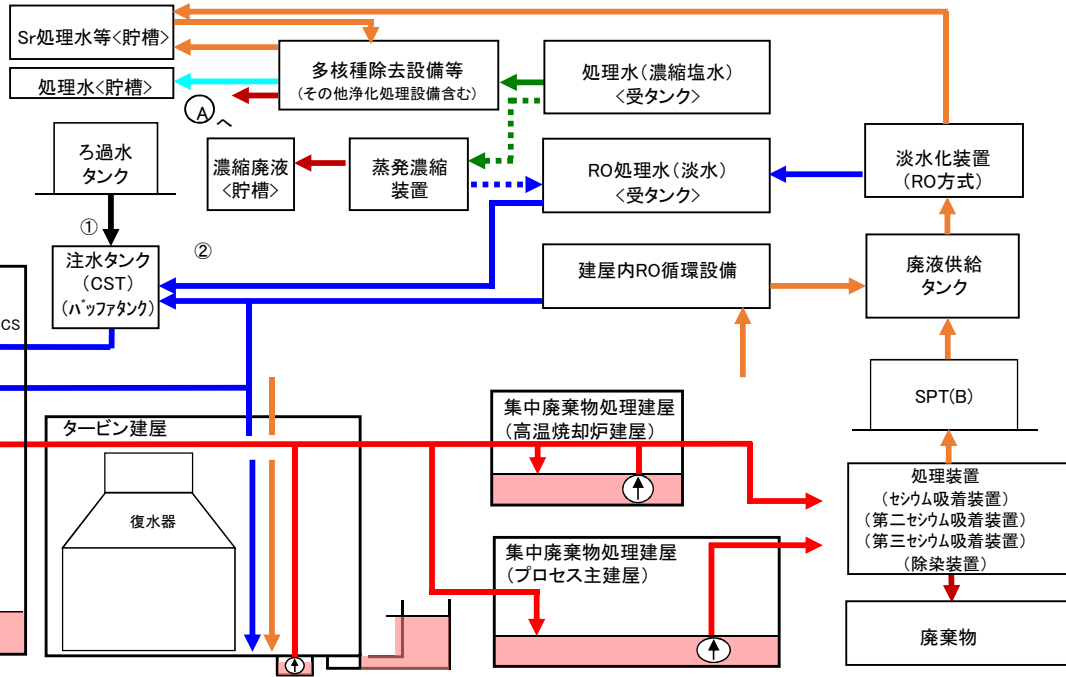 Sr処理水等<貯槽>
処理水<貯槽>
多核種除去設備等
(その他浄化処理設備含む)
処理水(濃縮塩水)
<受タンク>
Aへ
ろ過水
タンク
濃縮廃液
<貯槽>
蒸発濃縮
装置
RO処理水(淡水)
<受タンク>
淡水化装置
(RO方式)
①
②
注水タンク
(CST)
(バッファタンク)
建屋内RO循環設備
廃液供給
タンク
CS
SPT(B)
タービン建屋
復水器
集中廃棄物処理建屋
(高温焼却炉建屋)
処理装置
(セシウム吸着装置)
(第二セシウム吸着装置)
(第三セシウム吸着装置)
(除染装置)
集中廃棄物処理建屋
(プロセス主建屋)
廃棄物